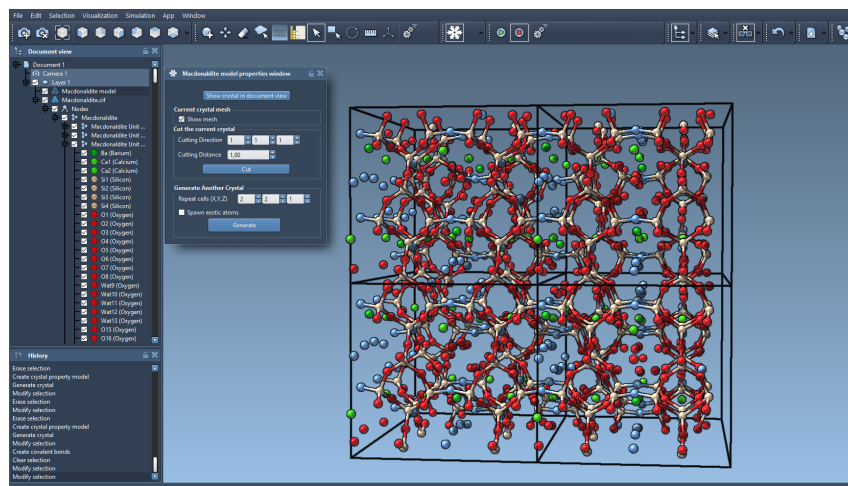 File Edit Selection Visualization Simulation App Window
Document view
Document 1
Camera 1
Layer 1
Macdonaldite model
Macdonaldite.cif
Nodes
Macdonaldite
Macdonaldite Unit ...
Macdonaldite Unit ...
Macdonaldite Unit ...
Ba (Barium)
Ca1 (Calcium)
Ca2 (Calcium)
Si1 (Silicon)
Si2 (Silicon)
Si3 (Silicon)
Si4 (Silicon)
O1 (Oxygen)
O2 (Oxygen)
O3 (Oxygen)
O4 (Oxygen)
O5 (Oxygen)
O6 (Oxygen)
O7 (Oxygen)
O8 (Oxygen)
Wat9 (Oxygen)
Wat10 (Oxygen)
Wat11 (Oxygen)
Wat12 (Oxygen)
Wat13 (Oxygen)
O15 (Oxygen)
O16 (Oxygen)
History
Erase selection
Create crystal property model
Generate crystal
Modify selection
Erase selection
Modify selection
Erase selection
Create crystal property model
Generate crystal
Modify selection
Create covalent bonds
Clear selection
Modify selection
Modify selection
Macdonaldite model properties window
Show crystal in document view
Current crystal mesh
Show mesh
Cut the current crystal
Cutting Direction 1 1 1
Cutting Distance 1,00
Cut
Generate Another Crystal
Repeat cells (X,Y,Z) 2 2 1
Spawn exotic atoms
Generate